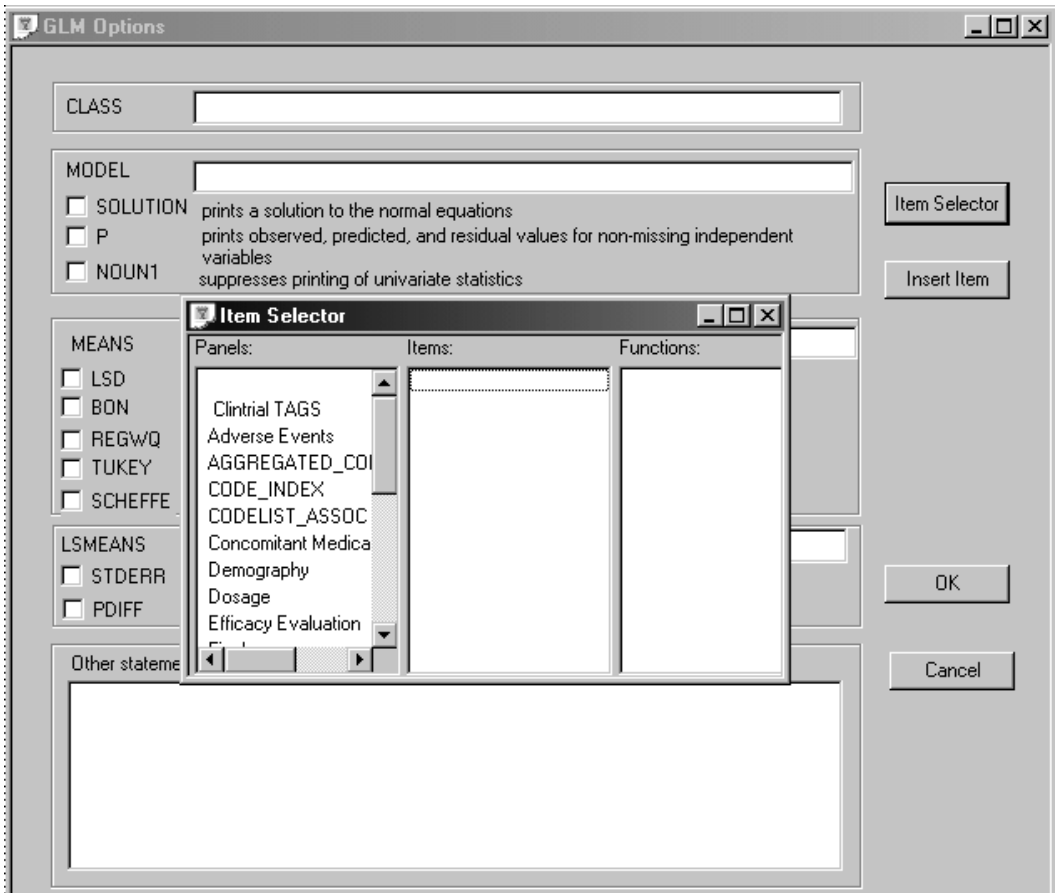 GLM Options
CLASS
MODEL
SOLUTION prints a solution to the normal equations
P prints observed, predicted, and residual values for non-missing independent
variables
NOUN1 suppresses printing of univariate statistics
Item Selector
Insert Item
MEANS
LSD
BON
REGWQ
TUKEY
SCHEFFE
LSMEANS
STDERR
PDIFF
Other stateme
OK
Cancel
Item Selector
Panels: Items: Functions:
Clintrial TAGS
Adverse Events
AGGREGATED_COI
CODE_INDEX
CODELIST_ASSOC
Concomitant Medica
Demography
Dosage
Efficacy Evaluation